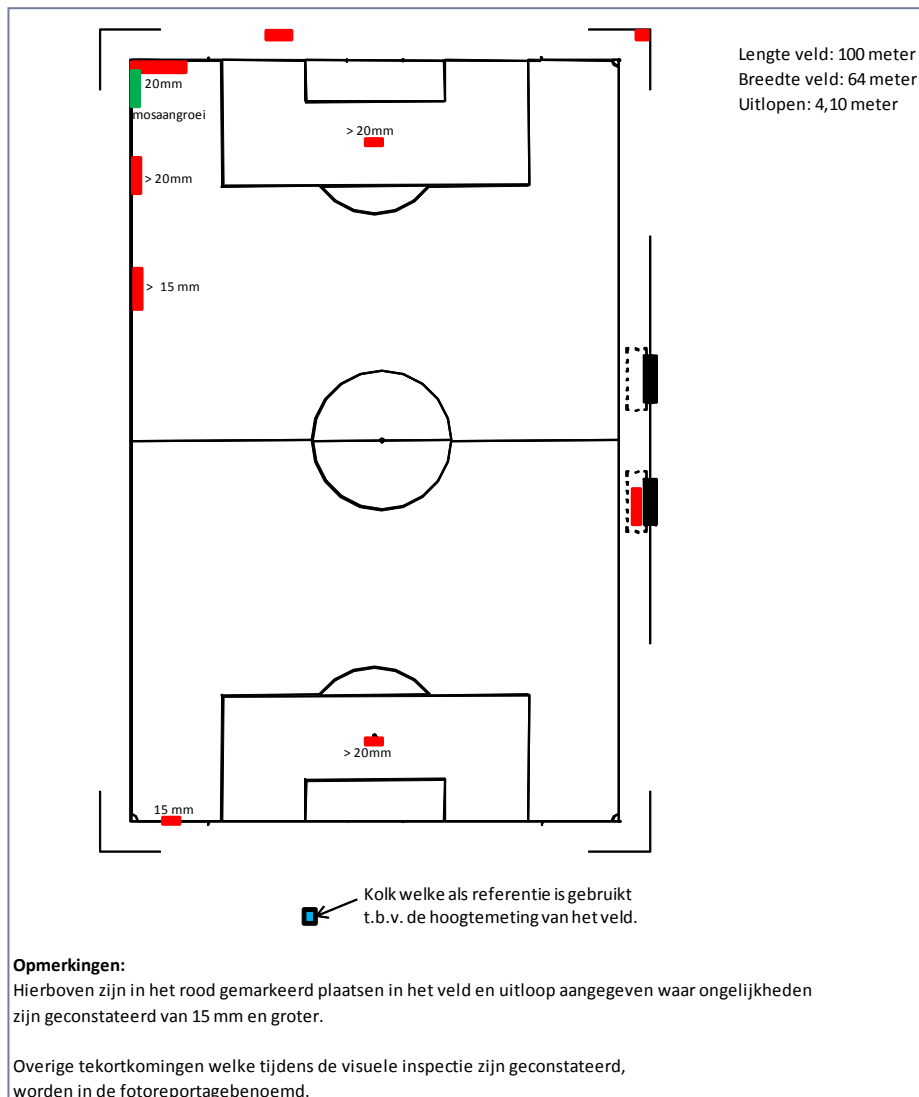 Lengte veld: 100 meter
Breedte veld: 64 meter
Uitlopen: 4,10 meter
20mm
mosaangroei
> 20mm
> 20mm
> 15 mm
> 20mm
15 mm
Kolk welke als referentie is gebruikt
t.b.v. de hoogtemeting van het veld.
Opmerkingen:
Hierboven zijn in het rood gemarkeerd plaatsen in het veld en uitloop aangegeven waar ongelijkheden
zijn geconstateerd van 15 mm en groter.
Overige tekortkomingen welke tijdens de visuele inspectie zijn geconstateerd,
worden in de fotoreportagebenoemd.